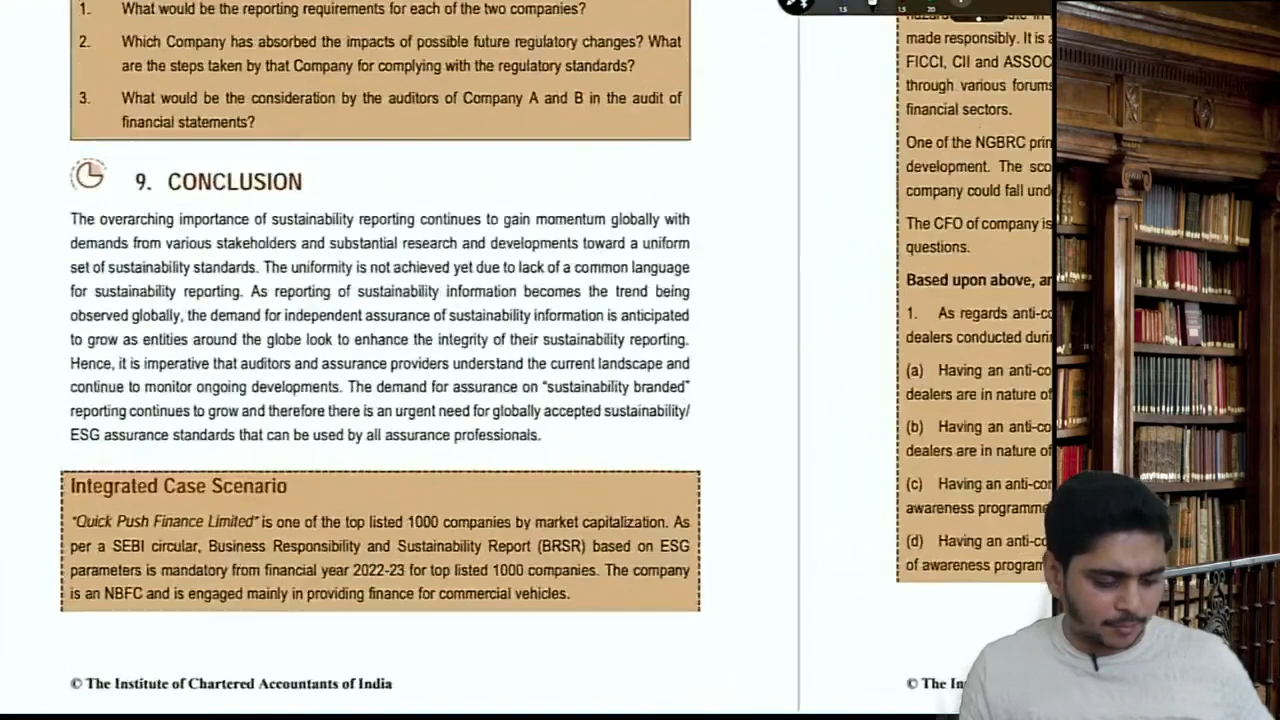 1. What would be the reporting requirements for each of the two companies?
2. Which Company has absorbed the impacts of possible future regulatory changes? What
are the steps taken by that Company for complying with the regulatory standards?
3. What would be the consideration by the auditors of Company A and B in the audit of
financial statements?
9. CONCLUSION
The overarching importance of sustainability reporting continues to gain momentum globally with
demands from various stakeholders and substantial research and developments toward a uniform
set of sustainability standards. The uniformity is not achieved yet due to lack of a common language
for sustainability reporting. As reporting of sustainability information becomes the trend being
observed globally, the demand for independent assurance of sustainability information is anticipated
to grow as entities around the globe look to enhance the integrity of their sustainability reporting.
Hence, it is imperative that auditors and assurance providers understand the current landscape and
continue to monitor ongoing developments. The demand for assurance on “sustainability branded”
reporting continues to grow and therefore there is an urgent need for globally accepted sustainability/
ESG assurance standards that can be used by all assurance professionals.
Integrated Case Scenario
“Quick Push Finance Limited” is one of the top listed 1000 companies by market capitalization. As
per a SEBI circular, Business Responsibility and Sustainability Report (BRSR) based on ESG
parameters is mandatory from financial year 2022-23 for top listed 1000 companies. The company
is an NBFC and is engaged mainly in providing finance for commercial vehicles.
© The Institute of Chartered Accountants of India
made responsibly. It is
FICCI, CII and ASSOC
through various forums
financial sectors.
One of the NGBRC prin
development. The sco
company could fall und
The CFO of company is
questions.
Based upon above, an
1. As regards anti-co
dealers conducted duri
(a) Having an anti-co
dealers are in nature of
(b) Having an anti-co
dealers are in nature of
(c) Having an anti-cor
awareness programme
(d) Having an anti-co
of awareness program
© The In